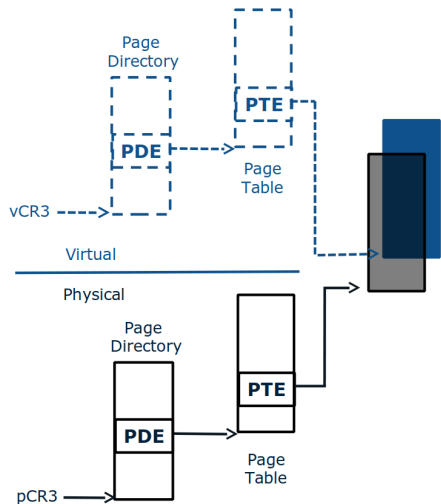 Page
Directory
PTE
PDE
Page
Table
vCR3
Virtual
Physical
Page
Directory
PTE
PDE
Page
Table
pCR3